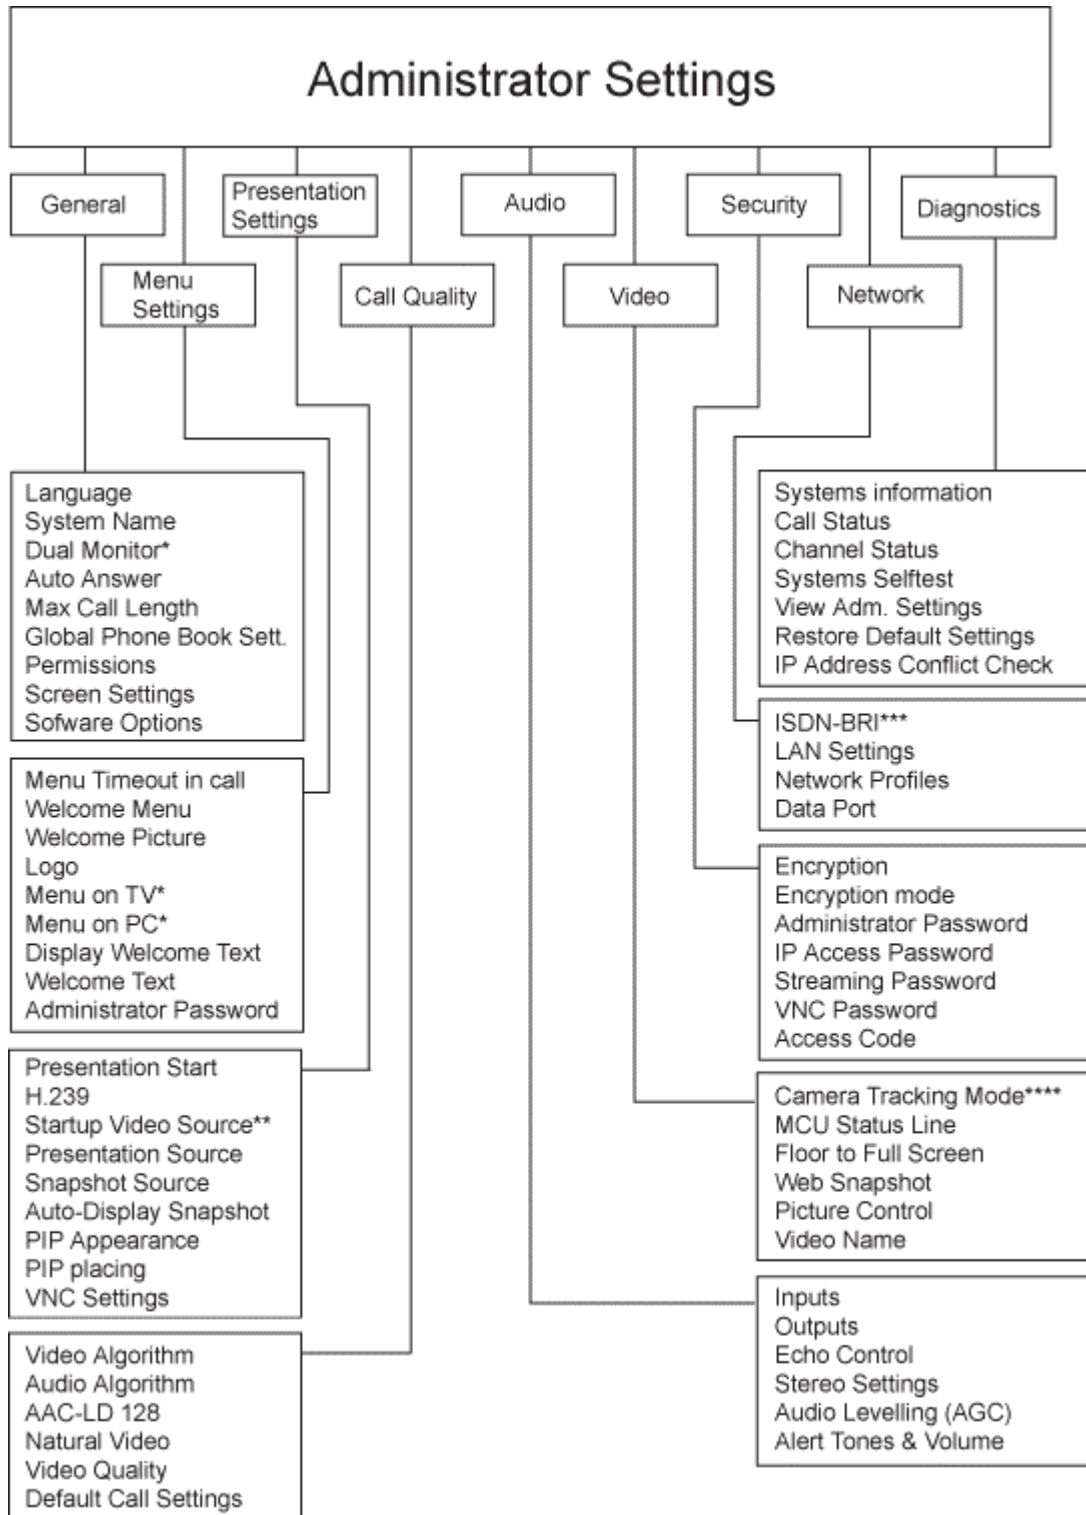 Administrator Settings
General
Menu
Settings
Presentation
Settings
Call Quality
Audio
Video
Security
Network
Diagnostics
Language
System Name
Dual Monitor*
Auto Answer
Max Call Length
Global Phone Book Sett.
Permissions
Screen Settings
Sofware Options
Menu Timeout in call
Welcome Menu
Welcome Picture
Logo
Menu on TV*
Menu on PC*
Display Welcome Text
Welcome Text
Administrator Password
Presentation Start
H.239
Startup Video Source**
Presentation Source
Snapshot Source
Auto-Display Snapshot
PIP Appearance
PIP placing
VNC Settings
Video Algorithm
Audio Algorithm
AAC-LD 128
Natural Video
Video Quality
Default Call Settings
Systems information
Call Status
Channel Status
Systems Selftest
View Adm. Settings
Restore Default Settings
IP Address Conflict Check
ISDN-BRI***
LAN Settings
Network Profiles
Data Port
Encryption
Encryption mode
Administrator Password
IP Access Password
Streaming Password
VNC Password
Access Code
Camera Tracking Mode****
MCU Status Line
Floor to Full Screen
Web Snapshot
Picture Control
Video Name
Inputs
Outputs
Echo Control
Stereo Settings
Audio Levelling (AGC)
Alert Tones & Volume